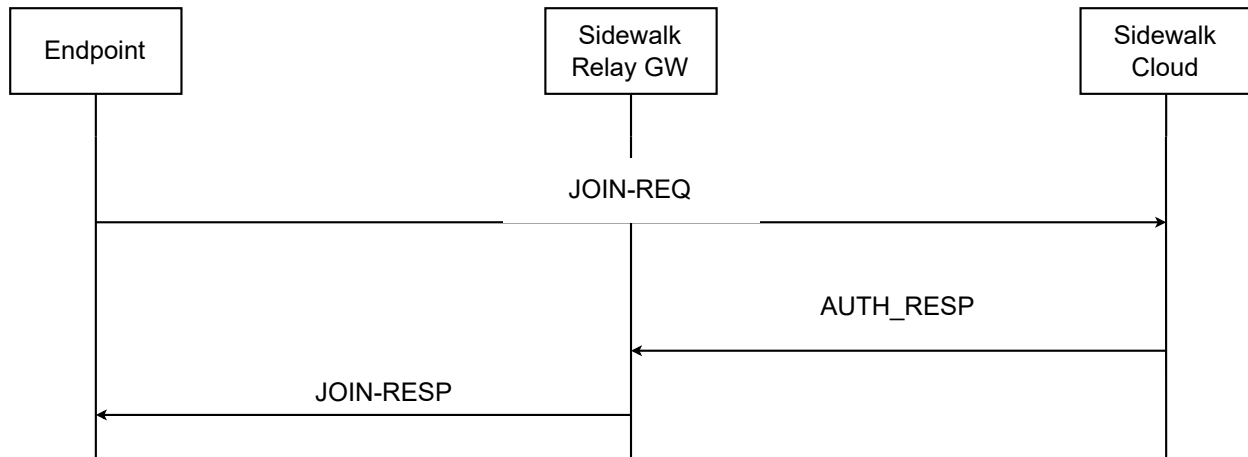 Endpoint
Sidewalk
Relay GW
Sidewalk
Cloud
JOIN-REQ
AUTH_RESP
JOIN-RESP